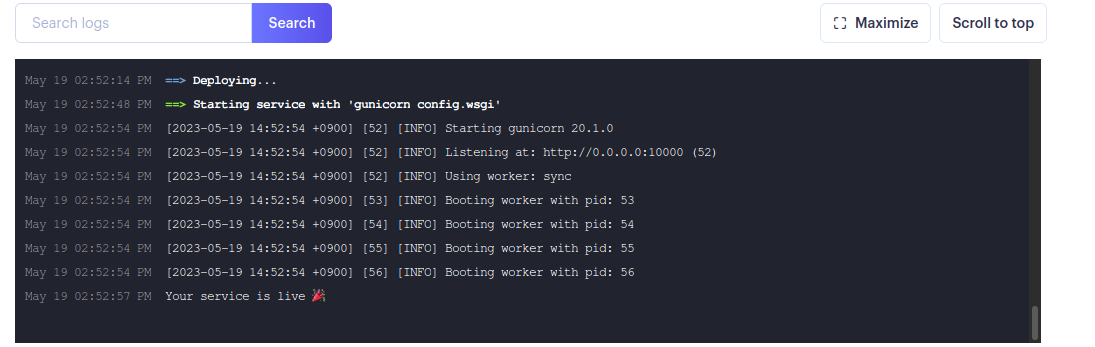 Search logs
Search
Maximize
Scroll to top
May 19 02:52:14 PM ==> Deploying...
May 19 02:52:48 PM ==> Starting service with 'gunicorn config.wsgi'
May 19 02:52:54 PM [2023-05-19 14:52:54 +0900] [52] [INFO] Starting gunicorn 20.1.0
May 19 02:52:54 PM [2023-05-19 14:52:54 +0900] [52] [INFO] Listening at: http://0.0.0.0:10000 (52)
May 19 02:52:54 PM [2023-05-19 14:52:54 +0900] [52] [INFO] Using worker: sync
May 19 02:52:54 PM [2023-05-19 14:52:54 +0900] [53] [INFO] Booting worker with pid: 53
May 19 02:52:54 PM [2023-05-19 14:52:54 +0900] [54] [INFO] Booting worker with pid: 54
May 19 02:52:54 PM [2023-05-19 14:52:54 +0900] [55] [INFO] Booting worker with pid: 55
May 19 02:52:54 PM [2023-05-19 14:52:54 +0900] [56] [INFO] Booting worker with pid: 56
May 19 02:52:57 PM Your service is live 🎉